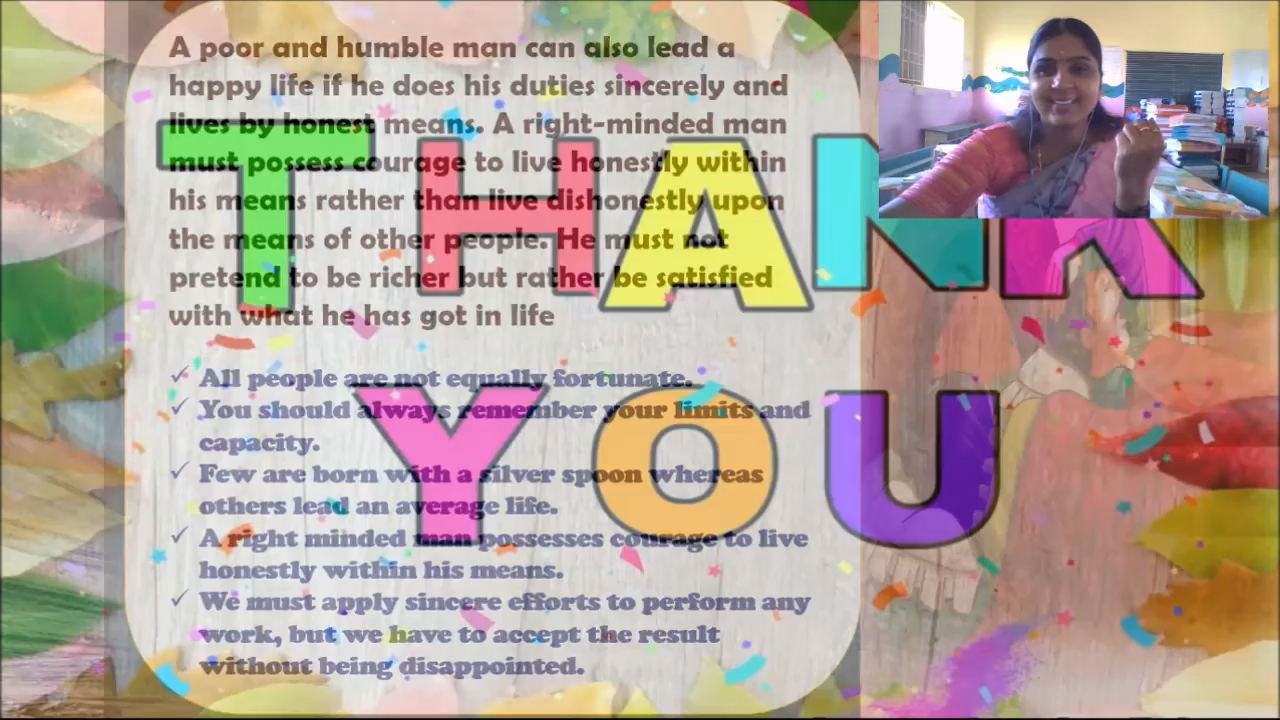 A poor and humble man can also lead a
happy life if he does his duties sincerely and
lives by honest means. A right-minded man
must possess courage to live honestly within
his means rather than live dishonestly upon
the means of other people. He must not
pretend to be richer but rather be satisfied
with what he has got in life
✓ All people are not equally fortunate.
✓ You should always remember your limits and
capacity.
✓ Few are born with a silver spoon whereas
others lead an average life.
✓ A right minded man possesses courage to live
honestly within his means.
✓ We must apply sincere efforts to perform any
work, but we have to accept the result
without being disappointed.
THANK
YOU